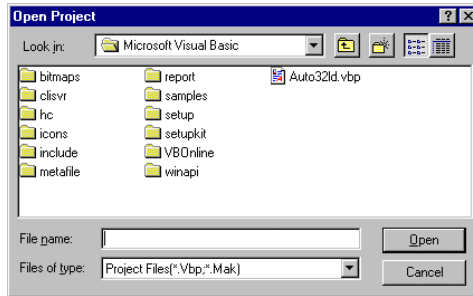 Open Project
Look in: Microsoft Visual Basic
bitmaps report Auto32ld.vbp
clisvr samples
hc setup
icons setupkit
include VBOnline
metafile winapi
File name: Open
Files of type: Project Files(*.Vbp;*.Mak) Cancel